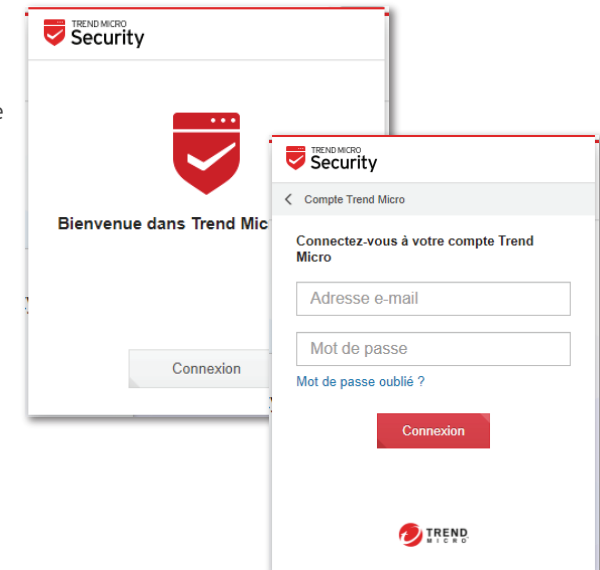 TREND MICRO
Security
Bienvenue dans Trend Mic
Connexion
TREND MICRO
Security
Compte Trend Micro
Connectez-vous à votre compte Trend
Micro
Adresse e-mail
Mot de passe
Mot de passe oublié ?
Connexion
TREND
MICRO